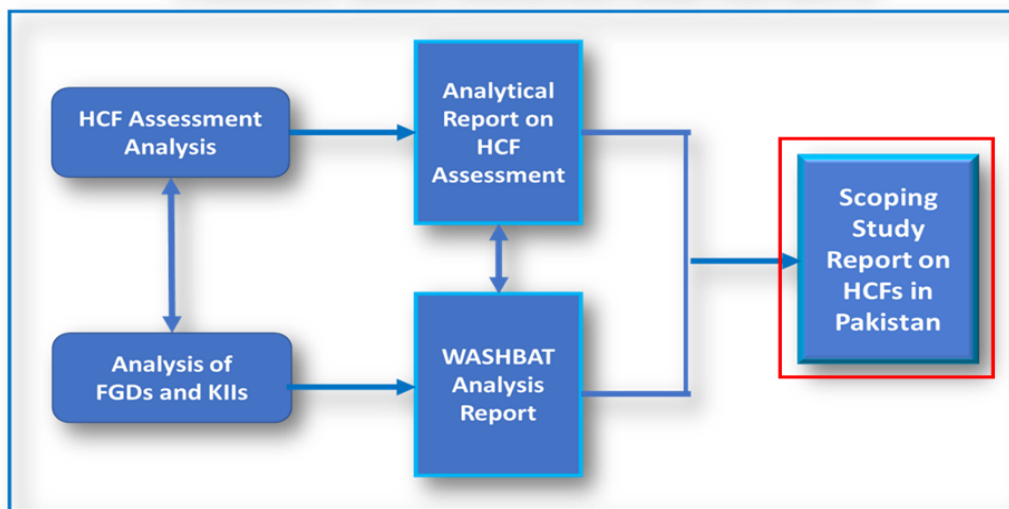 HCF Assessment
Analysis
Analytical
Report on
HCF
Assessment
Scoping
Study
Report on
HCFs in
Pakistan
Analysis of
FGDs and KIIs
WASHBAT
Analysis
Report